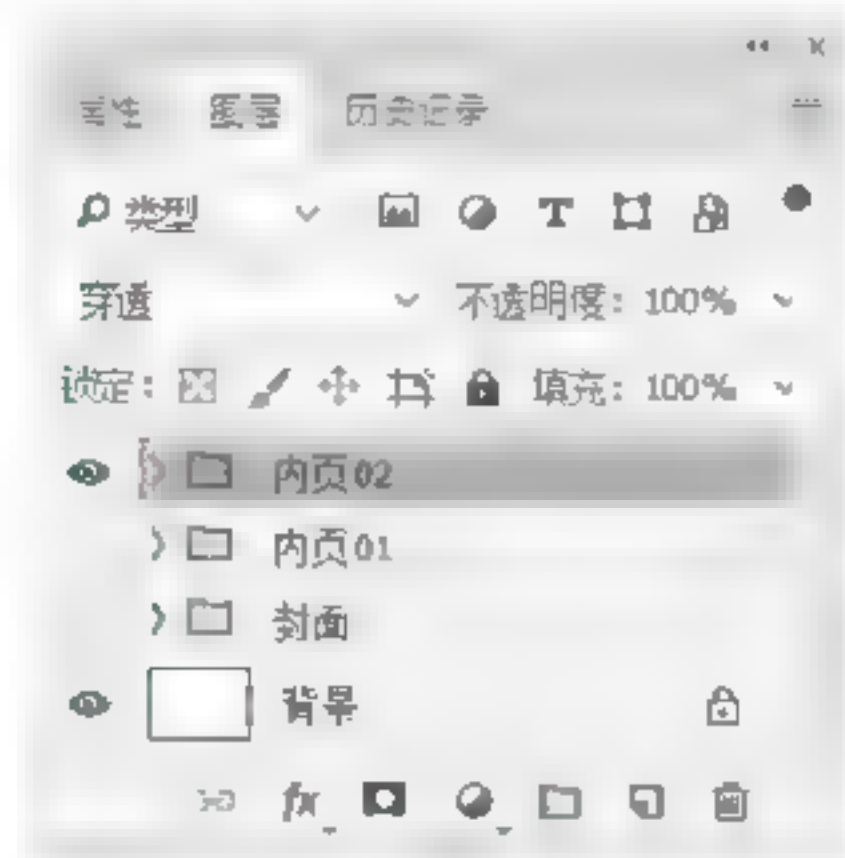 属性 图层 历史记录
类型 T
穿透 不透明度：100%
锁定： 填充：100%
内页02
内页01
封面
背景
fx